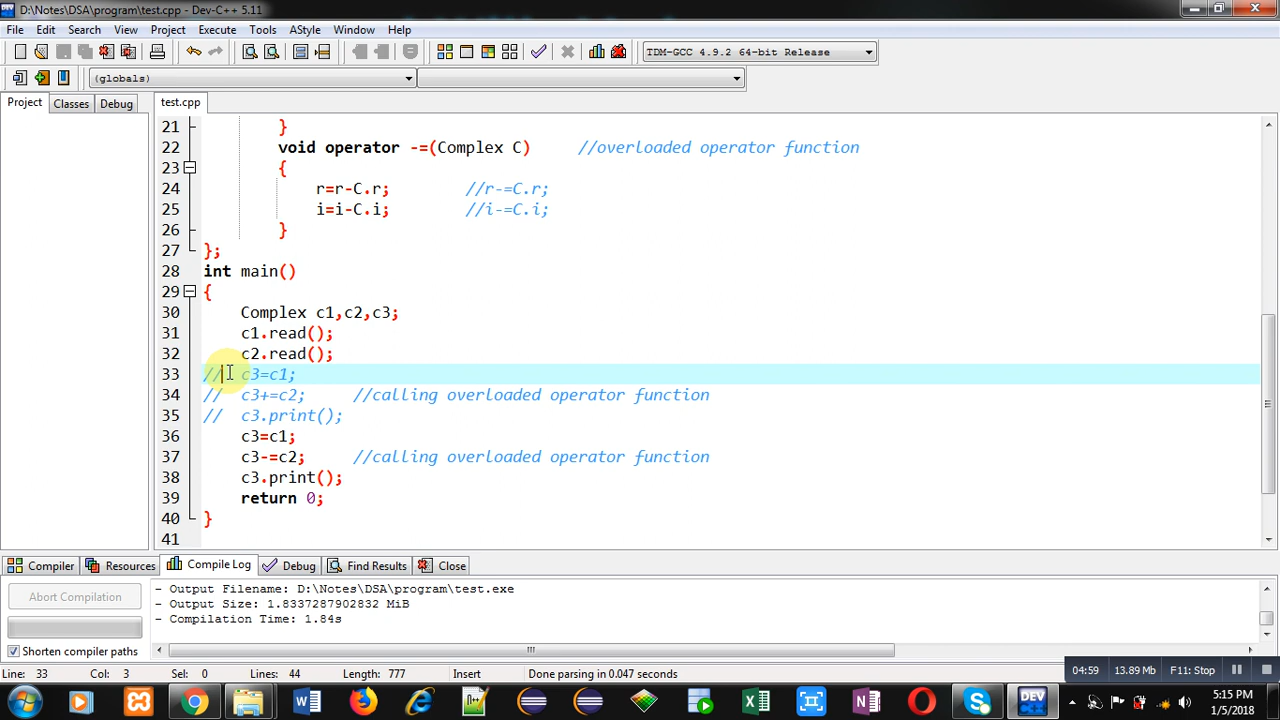 D:\Notes\DSA\program\test.cpp - Dev-C++ 5.11
File Edit Search View Project Execute Tools AStyle Window Help
TDM-GCC 4.9.2 64-bit Release
(globals)
Project Classes Debug test.cpp
21 }
22 void operator -=(Complex C) //overloaded operator function
23 {
24 r=r-C.r; //r-=C.r;
25 i=i-C.i; //i-=C.i;
26 }
27 };
28 int main()
29 {
30 Complex c1,c2,c3;
31 c1.read();
32 c2.read();
33 // c3=c1;
34 // c3+=c2; //calling overloaded operator function
35 // c3.print();
36 c3=c1;
37 c3-=c2; //calling overloaded operator function
38 c3.print();
39 return 0;
40 }
41
Compiler Resources Compile Log Debug Find Results Close
Abort Compilation
- Output Filename: D:\Notes\DSA\program\test.exe
- Output Size: 1.8337287902832 MiB
- Compilation Time: 1.84s
Shorten compiler paths
Line: 33 Col: 3 Sel: 0 Lines: 44 Length: 777 Insert Done parsing in 0.047 seconds
04:59 13.89 MB F11: Stop
5:15 PM
1/5/2018